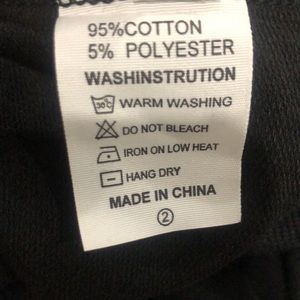 95%COTTON
5% POLYESTER
WASHINSTRUTION
30°C WARM WASHING
DO NOT BLEACH
IRON ON LOW HEAT
HANG DRY
MADE IN CHINA
2